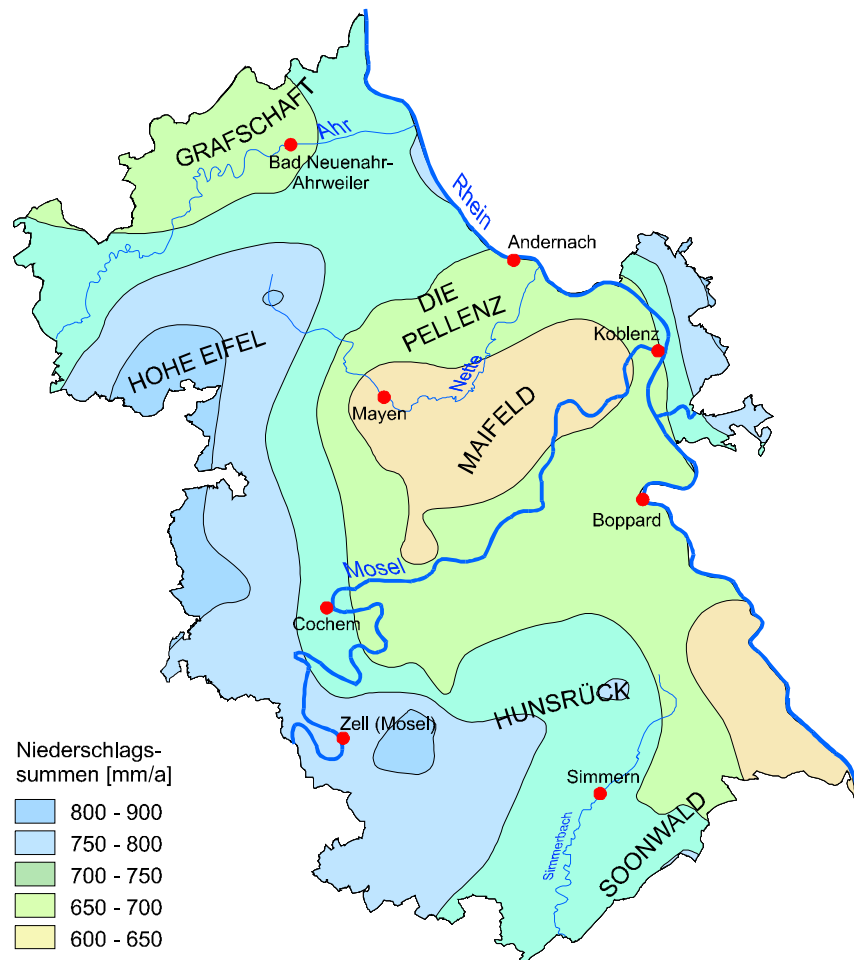 GRAFSCHAFT
Ahr
Bad Neuenahr-
Ahrweiler
Rhein
Andernach
DIE
PELLENZ
Koblenz
HOHE EIFEL
Nette
Mayen
MAIFELD
Boppard
Mosel
Cochem
HUNSRÜCK
Zell (Mosel)
Simmern
Simmerbach
SOONWALD
Niederschlags-
summen [mm/a]
800 - 900
750 - 800
700 - 750
650 - 700
600 - 650